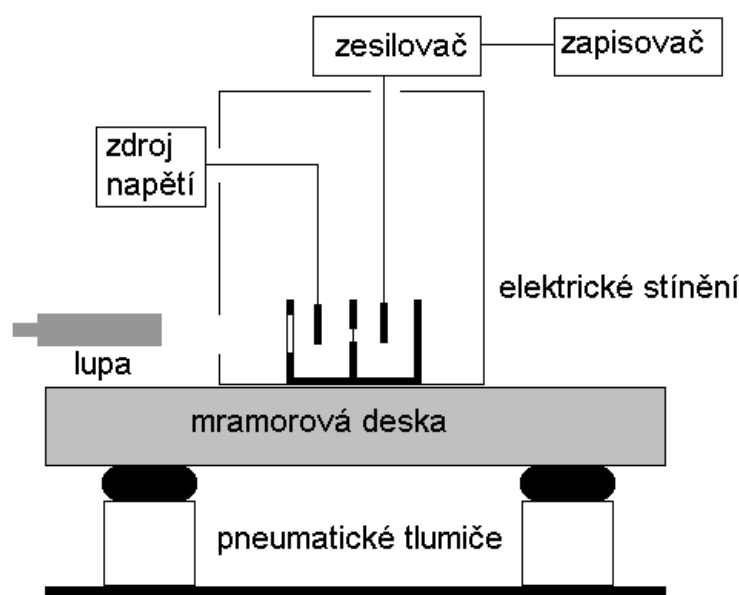 zesilovač
zapisovač
zdroj
napětí
elektrické stínění
lupa
mramorová deska
pneumatické tlumiče